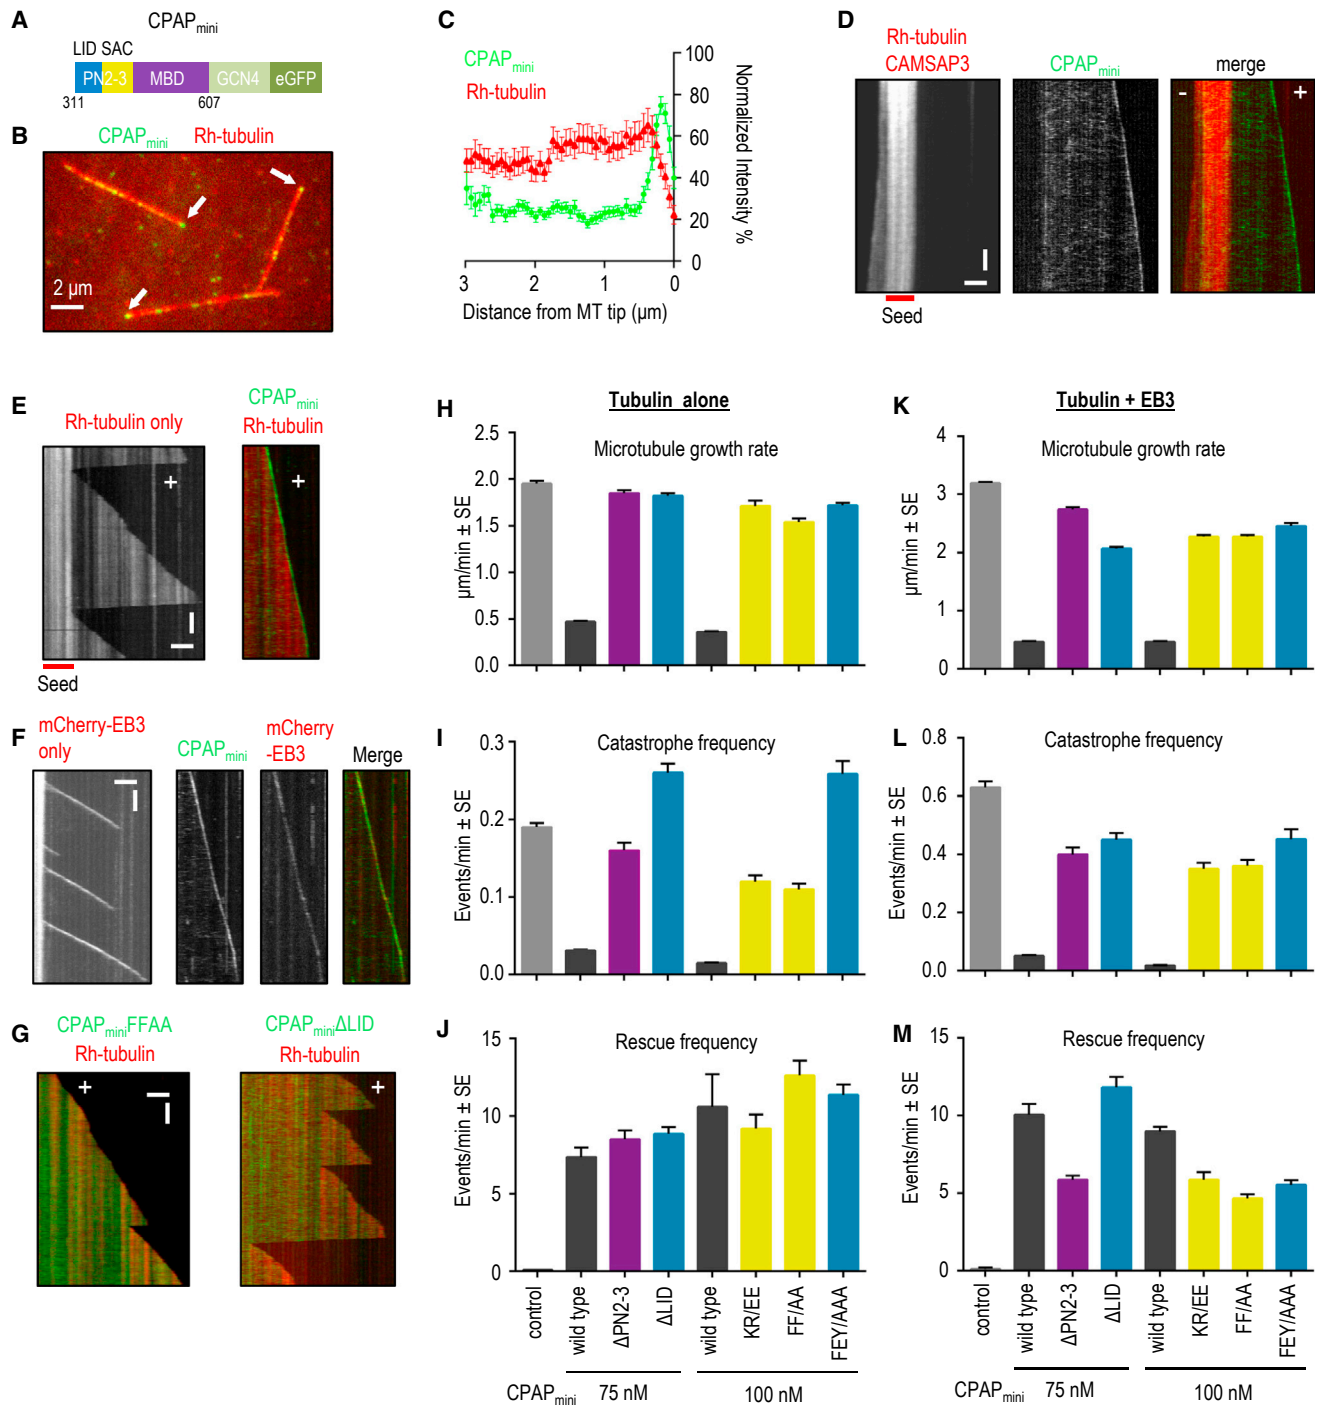 A
CPAPmini
LID SAC
PN2-3 MBD GCN4 eGFP
311 607
B
CPAPmini Rh-tubulin
2 µm
C
CPAPmini
Rh-tubulin
100
80
60
40
20
0
Normalized Intensity %
3 2 1 0
Distance from MT tip (µm)
D
Rh-tubulin
CAMSAP3
CPAPmini
merge
- +
Seed
E
Rh-tubulin only
CPAPmini
Rh-tubulin
+ +
Seed
F
mCherry-EB3
only
CPAPmini
mCherry
-EB3
Merge
G
CPAPminiFFAA
Rh-tubulin
CPAPminiΔLID
Rh-tubulin
+ +
H
Tubulin alone
Microtubule growth rate
2.5
2.0
1.5
1.0
0.5
0.0
µm/min ± SE
I
Catastrophe frequency
0.3
0.2
0.1
0.0
Events/min ± SE
J
Rescue frequency
15
10
5
0
Events/min ± SE
control
wild type
ΔPN2-3
ΔLID
wild type
KR/EE
FF/AA
FEY/AAA
CPAPmini 75 nM 100 nM
K
Tubulin + EB3
Microtubule growth rate
4
3
2
1
0
µm/min ± SE
L
Catastrophe frequency
0.8
0.6
0.4
0.2
0.0
Events/min ± SE
M
Rescue frequency
15
10
5
0
Events/min ± SE
control
wild type
ΔPN2-3
ΔLID
wild type
KR/EE
FF/AA
FEY/AAA
CPAPmini 75 nM 100 nM